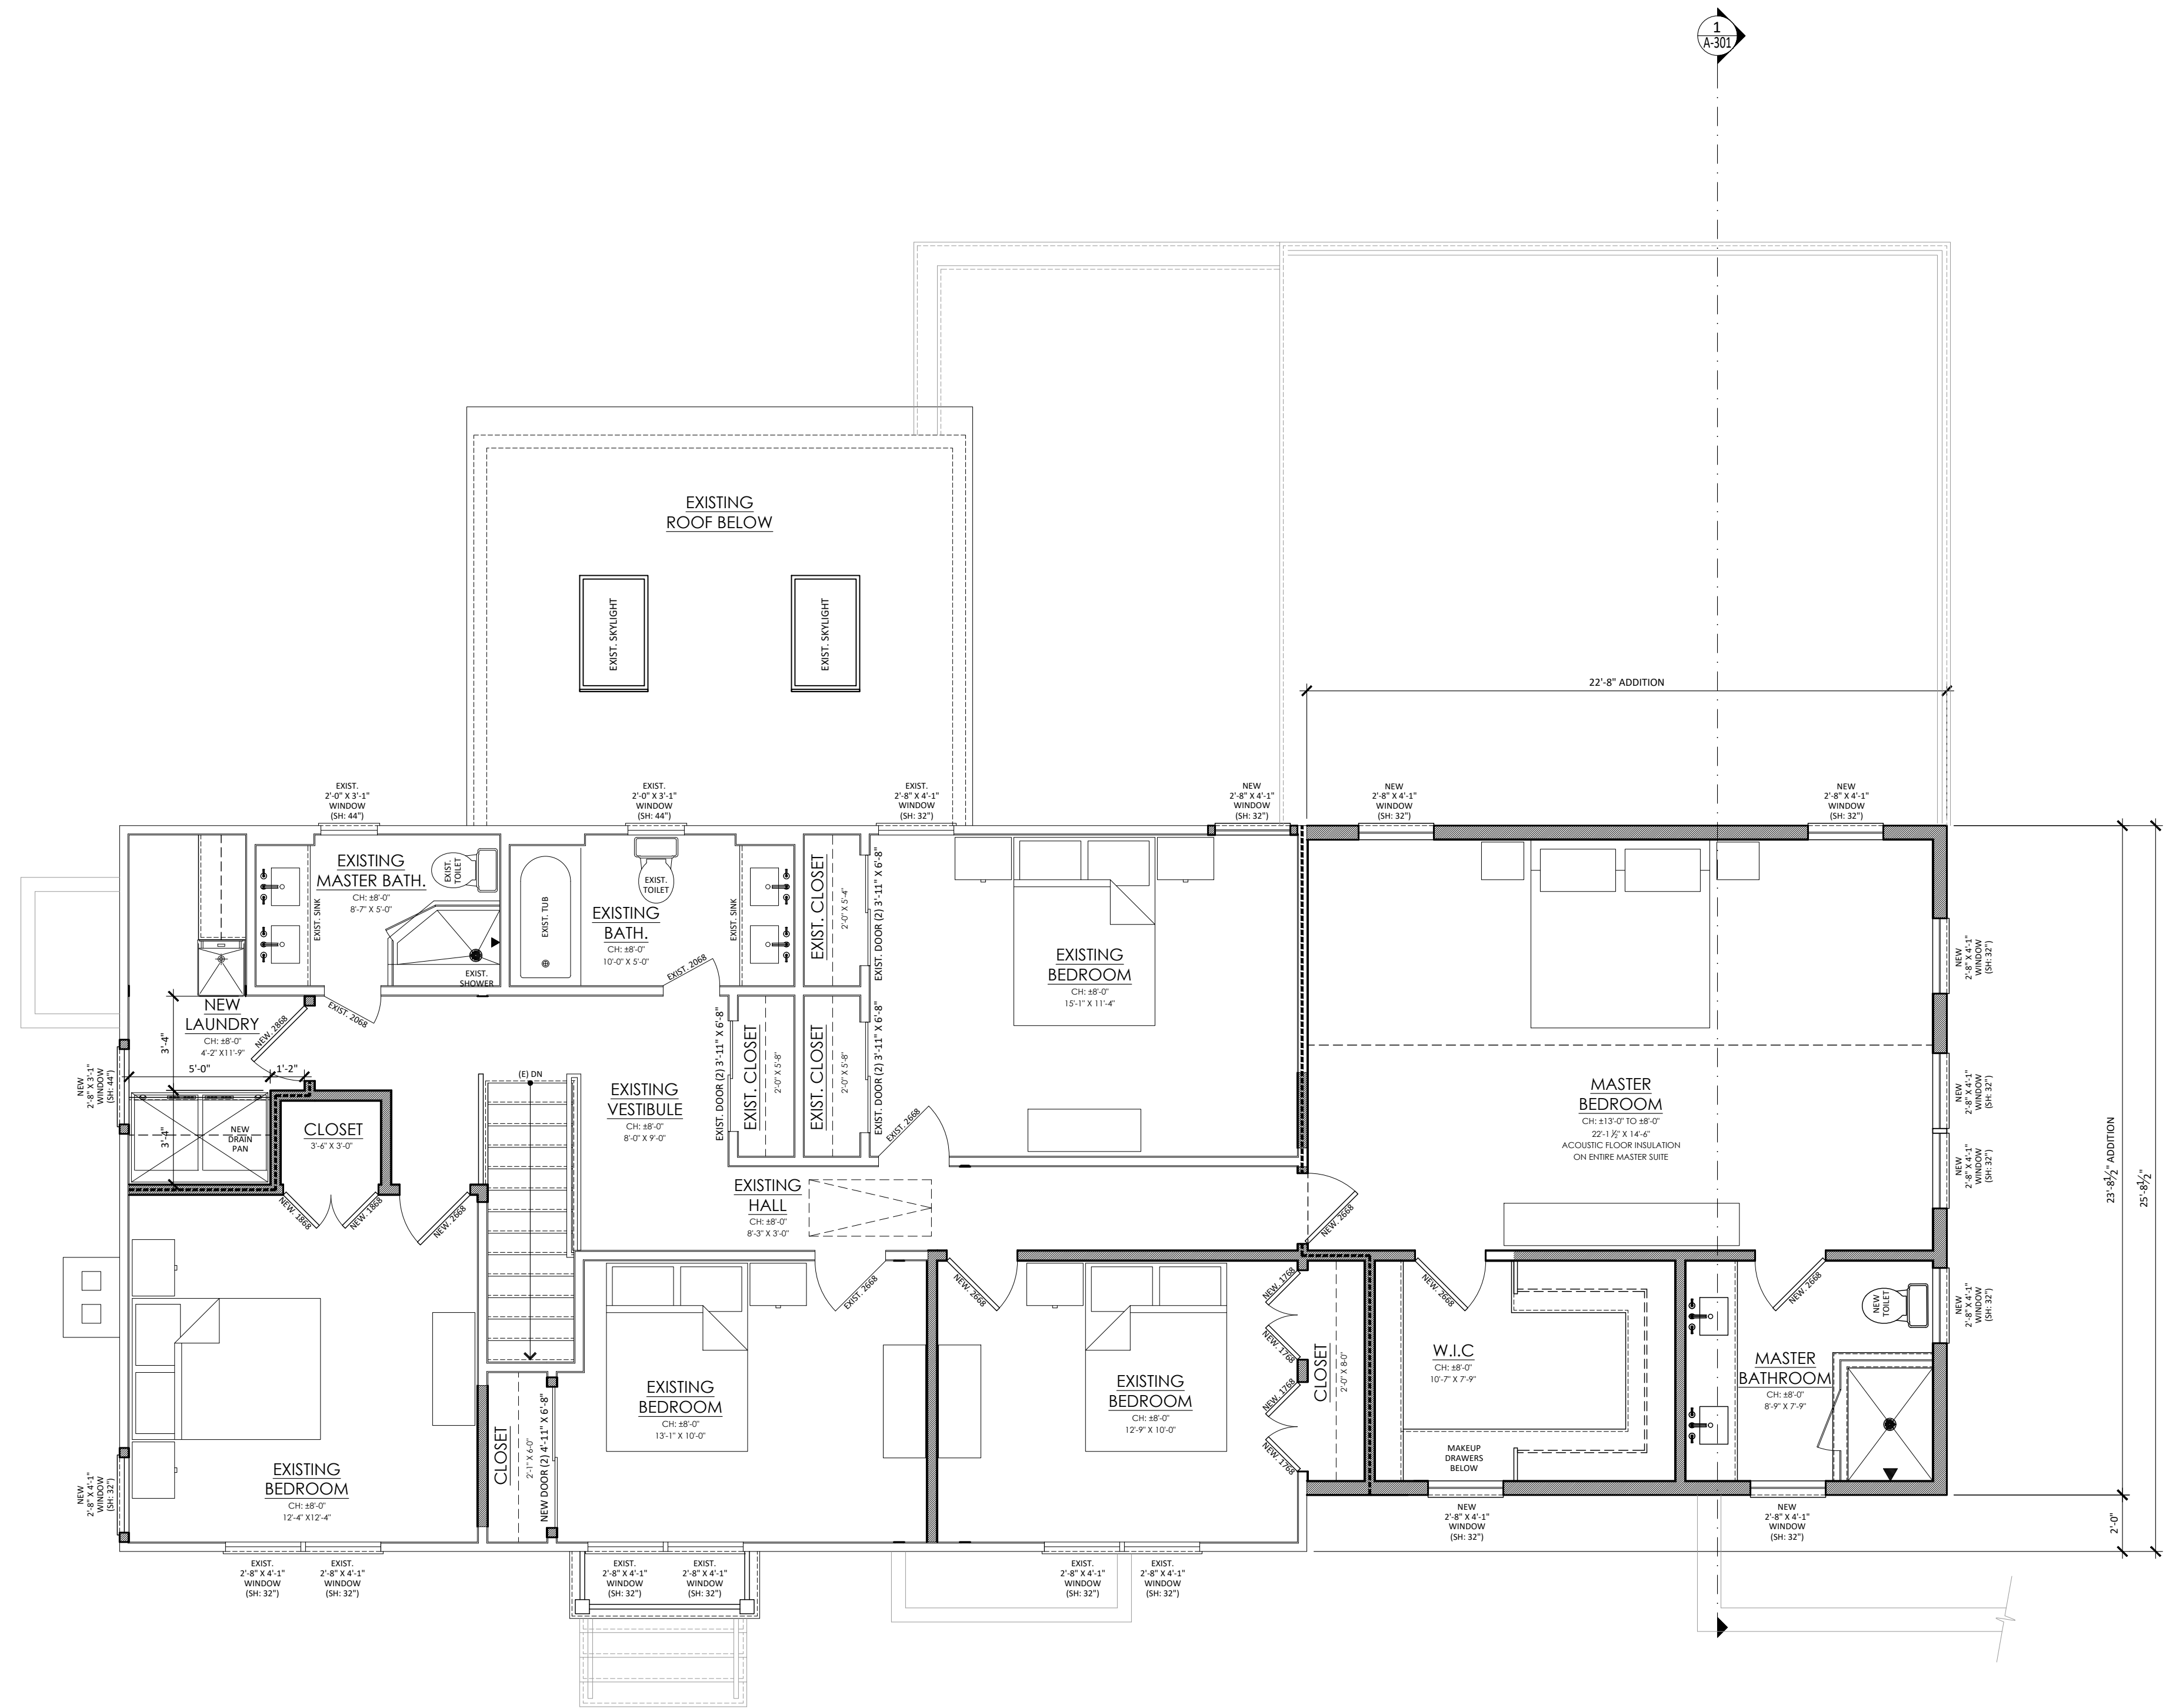 1
A-301
EXISTING
ROOF BELOW
EXIST. SKYLIGHT
EXIST. SKYLIGHT
22'-8" ADDITION
EXIST.
2'-0" X 3'-1"
WINDOW
(SH: 44")
EXIST.
2'-0" X 3'-1"
WINDOW
(SH: 44")
EXIST.
2'-8" X 4'-1"
WINDOW
(SH: 32")
NEW
2'-8" X 4'-1"
WINDOW
(SH: 32")
NEW
2'-8" X 4'-1"
WINDOW
(SH: 32")
NEW
2'-8" X 4'-1"
WINDOW
(SH: 32")
EXISTING
MASTER BATH.
CH: ±8'-0"
8'-7" X 5'-0"
EXIST.
TOILET
EXIST. SINK
EXIST.
SHOWER
EXIST. 2068
EXIST. TUB
EXIST.
TOILET
EXISTING
BATH.
CH: ±8'-0"
10'-0" X 5'-0"
EXIST. SINK
EXIST. 2068
EXIST. CLOSET
2'-0" X 5'-4"
EXIST. DOOR (2) 3'-11" X 6'-8"
EXISTING
BEDROOM
CH: ±8'-0"
15'-1" X 11'-4"
NEW
2'-8" X 4'-1"
WINDOW
(SH: 32")
NEW
LAUNDRY
CH: ±8'-0"
4'-2" X11'-9"
NEW. 2868
3'-4"
5'-0"
1'-2"
3'-4"
NEW
DRAIN
PAN
NEW
2'-8" X 3'-1"
WINDOW
(SH: 44")
CLOSET
3'-6" X 3'-0"
NEW. 1868
NEW. 1868
NEW. 2668
(E) DN
EXISTING
VESTIBULE
CH: ±8'-0"
8'-0" X 9'-0"
EXIST. DOOR (2) 3'-11" X 6'-8"
EXIST. CLOSET
2'-0" X 5'-8"
EXIST. CLOSET
2'-0" X 5'-8"
EXIST. DOOR (2) 3'-11" X 6'-8"
EXIST. 2668
EXISTING
HALL
CH: ±8'-0"
8'-3" X 3'-0"
MASTER
BEDROOM
CH: ±13'-0" TO ±8'-0"
22'-1 ½" X 14'-6"
ACOUSTIC FLOOR INSULATION
ON ENTIRE MASTER SUITE
NEW
2'-8" X 4'-1"
WINDOW
(SH: 32")
NEW
2'-8" X 4'-1"
WINDOW
(SH: 32")
23'-8½" ADDITION
25'-8½"
NEW. 2668
EXISTING
BEDROOM
CH: ±8'-0"
12'-4" X12'-4"
NEW
2'-8" X 4'-1"
WINDOW
(SH: 32")
CLOSET
2'-1" X 6'-0"
NEW DOOR (2) 4'-11" X 6'-8"
EXISTING
BEDROOM
CH: ±8'-0"
13'-1" X 10'-0"
EXIST. 2668
NEW. 2668
EXISTING
BEDROOM
CH: ±8'-0"
12'-9" X 10'-0"
NEW. 1768
NEW. 1768
NEW. 1768
NEW. 1768
CLOSET
2'-0" X 8'-0"
NEW. 2668
W.I.C
CH: ±8'-0"
10'-7" X 7'-9"
MAKEUP
DRAWERS
BELOW
NEW. 2668
NEW
TOILET
MASTER
BATHROOM
CH: ±8'-0"
8'-9" X 7'-9"
NEW
2'-8" X 4'-1"
WINDOW
(SH: 32")
NEW
2'-8" X 4'-1"
WINDOW
(SH: 32")
NEW
2'-8" X 4'-1"
WINDOW
(SH: 32")
2'-0"
EXIST.
2'-8" X 4'-1"
WINDOW
(SH: 32")
EXIST.
2'-8" X 4'-1"
WINDOW
(SH: 32")
EXIST.
2'-8" X 4'-1"
WINDOW
(SH: 32")
EXIST.
2'-8" X 4'-1"
WINDOW
(SH: 32")
EXIST.
2'-8" X 4'-1"
WINDOW
(SH: 32")
EXIST.
2'-8" X 4'-1"
WINDOW
(SH: 32")